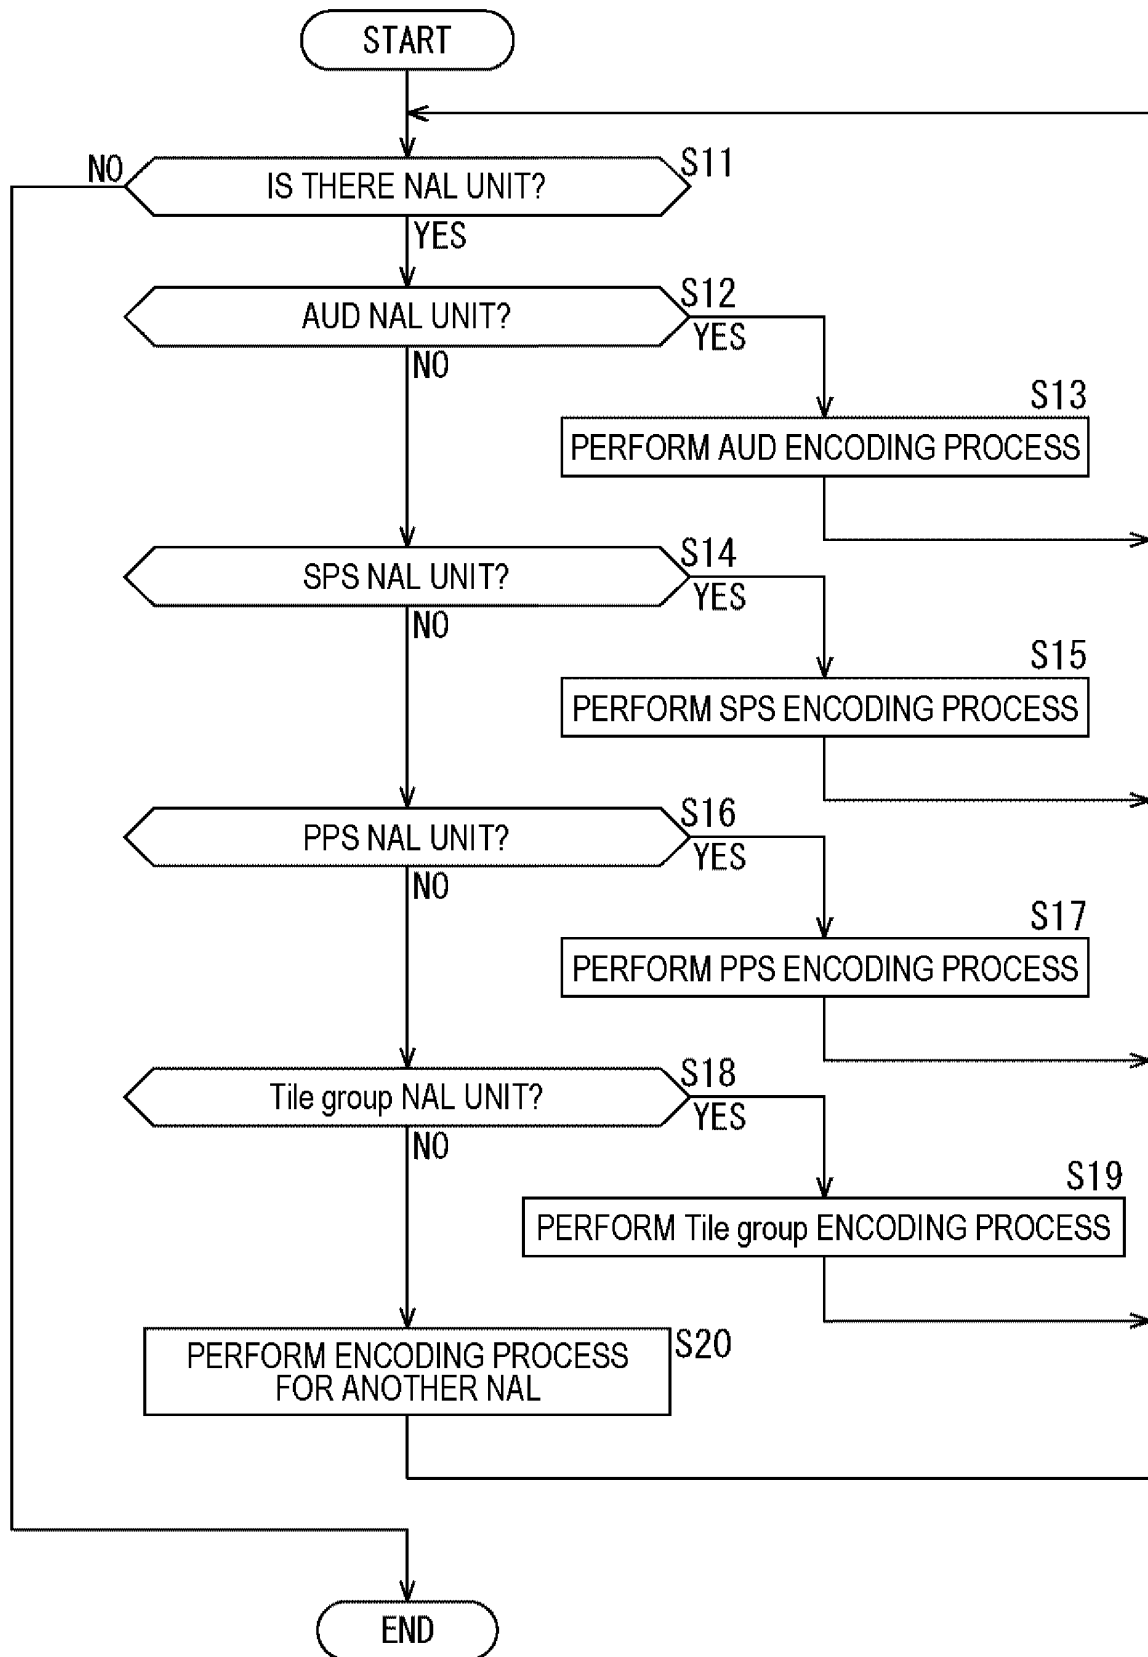 START
NO
IS THERE NAL UNIT?
S11
YES
AUD NAL UNIT?
S12
YES
NO
S13
PERFORM AUD ENCODING PROCESS
SPS NAL UNIT?
S14
YES
NO
S15
PERFORM SPS ENCODING PROCESS
PPS NAL UNIT?
S16
YES
NO
S17
PERFORM PPS ENCODING PROCESS
Tile group NAL UNIT?
S18
YES
NO
S19
PERFORM Tile group ENCODING PROCESS
S20
PERFORM ENCODING PROCESS
FOR ANOTHER NAL
END